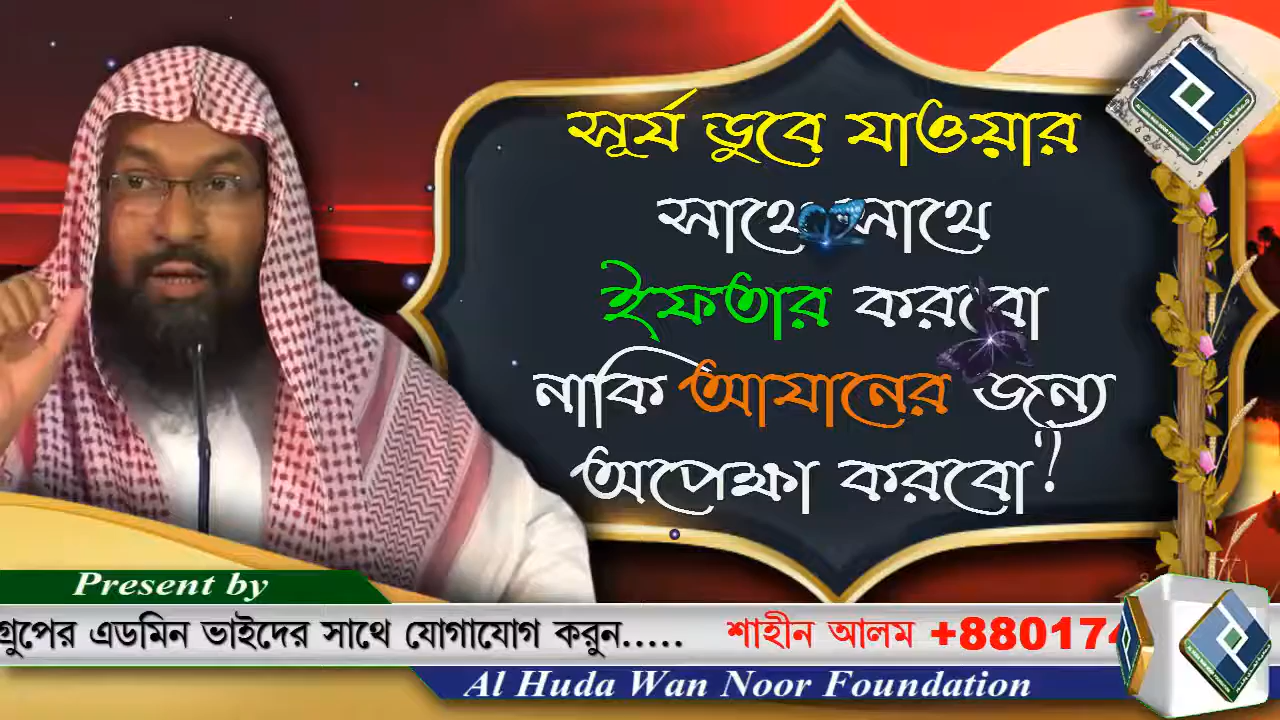 সূর্য ডুবে যাওয়ার
সাথে সাথে
ইফতার করবো
নাকি আযানের জন্য
অপেক্ষা করবো?
Present by
গ্রুপের এডমিন ভাইদের সাথে যোগাযোগ করুন..... শাহীন আলম +880174
Al Huda Wan Noor Foundation